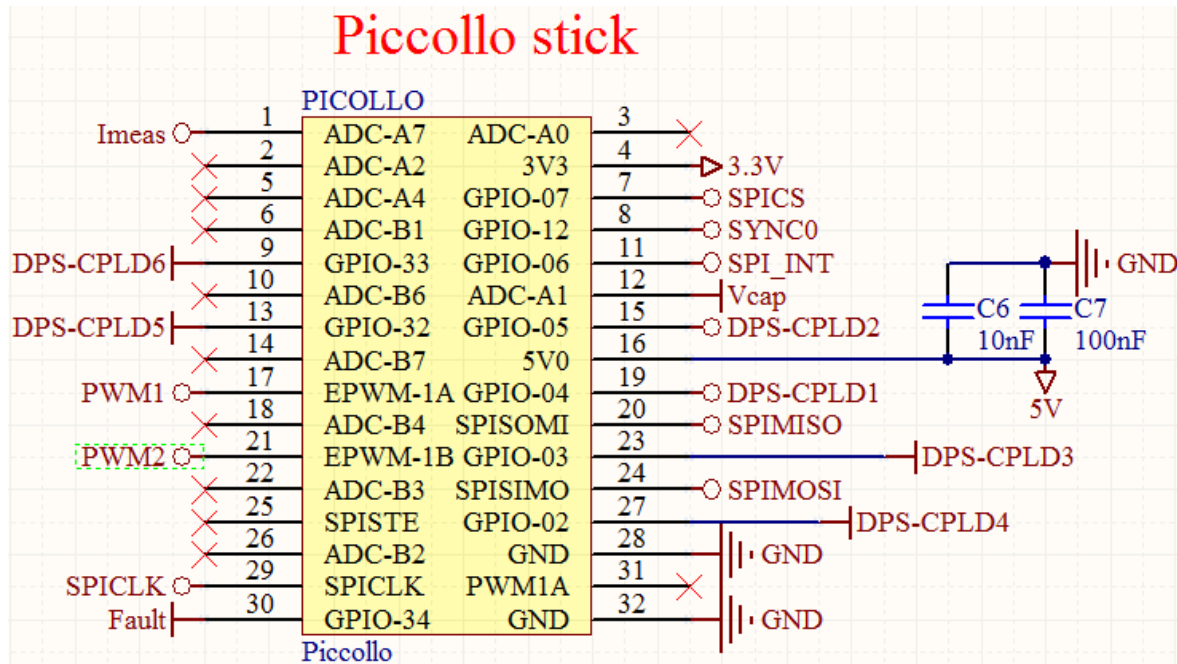 Piccollo stick
PICOLLO
Imeas 1 ADC-A7 ADC-A0 3
2 ADC-A2 3V3 4 3.3V
5 ADC-A4 GPIO-07 7 SPICS
6 ADC-B1 GPIO-12 8 SYNC0
DPS-CPLD6 9 GPIO-33 GPIO-06 11 SPI_INT
GND
10 ADC-B6 ADC-A1 12 Vcap
C6 C7
DPS-CPLD5 13 GPIO-32 GPIO-05 15 DPS-CPLD2
10nF 100nF
14 ADC-B7 5V0 16
5V
PWM1 17 EPWM-1A GPIO-04 19 DPS-CPLD1
18 ADC-B4 SPISOMI 20 SPIMISO
PWM2 21 EPWM-1B GPIO-03 23 DPS-CPLD3
22 ADC-B3 SPISIMO 24 SPIMOSI
25 SPISTE GPIO-02 27 DPS-CPLD4
26 ADC-B2 GND 28 GND
SPICLK 29 SPICLK PWM1A 31
Fault 30 GPIO-34 GND 32 GND
Piccollo